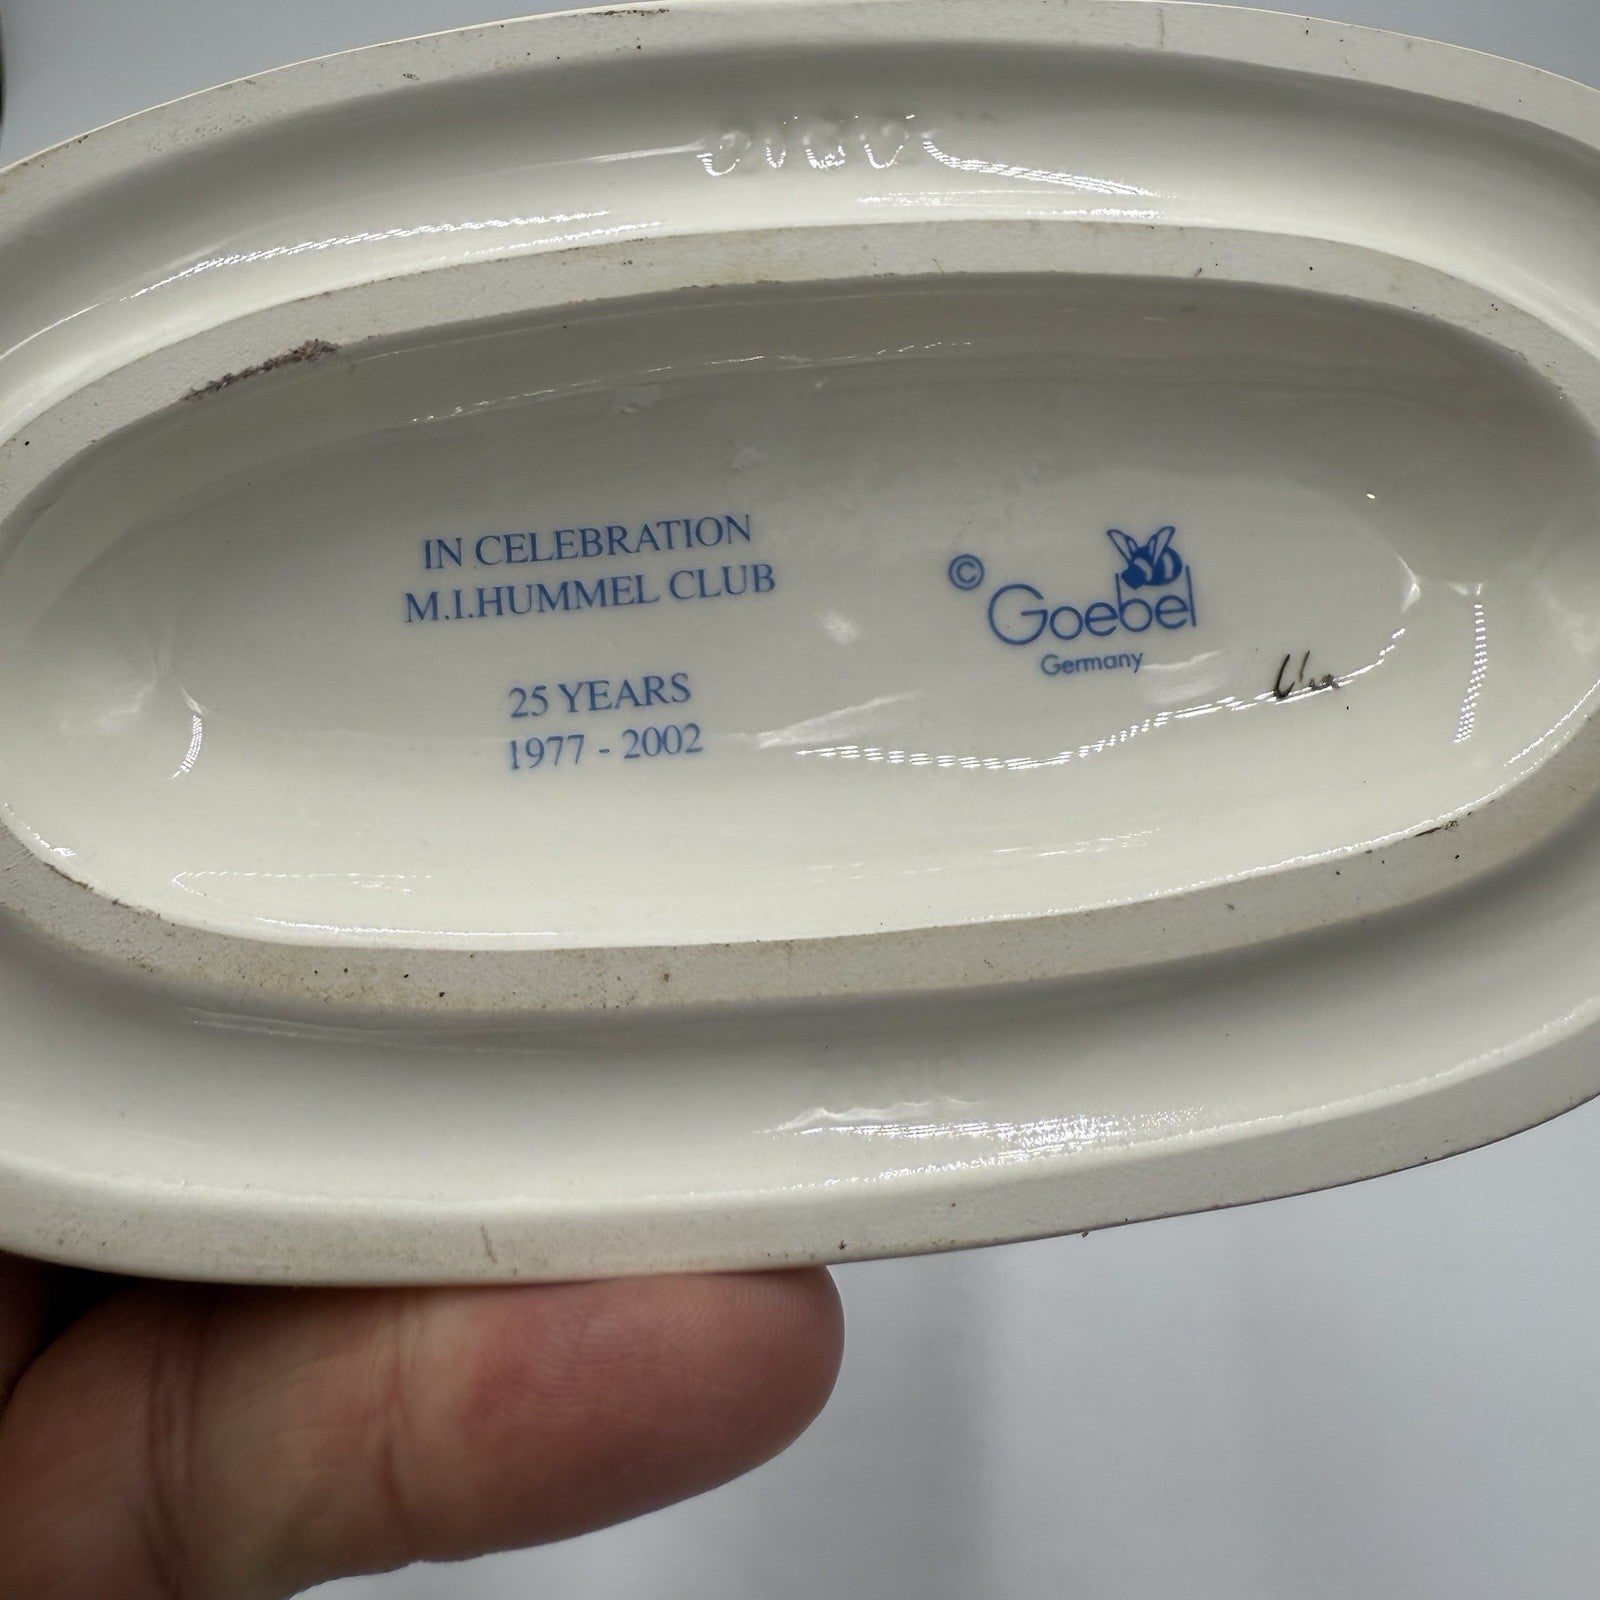 IN CELEBRATION
M.I.HUMMEL CLUB
25 YEARS
1977 - 2002
© Goebel
Germany